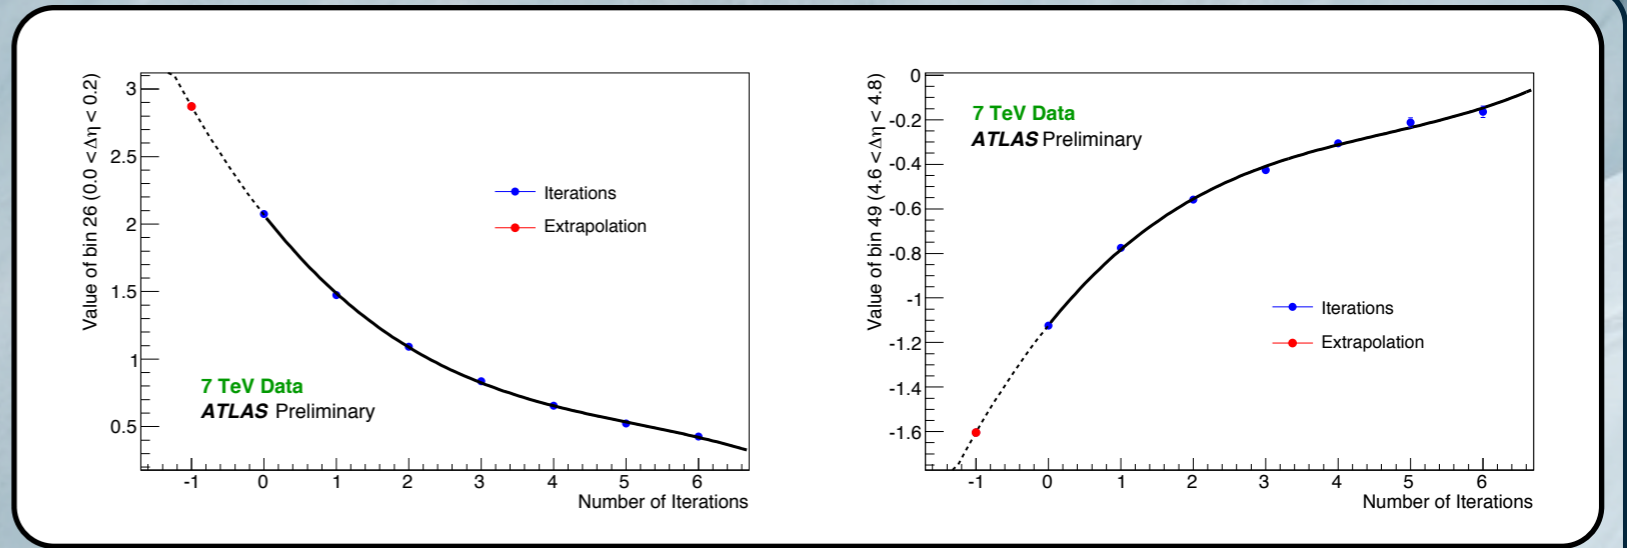 Value of bin 26 (0.0 < Δη < 0.2)
3
2.5
2
1.5
1
0.5
Iterations
Extrapolation
7 TeV Data
ATLAS Preliminary
-1 0 1 2 3 4 5 6
Number of Iterations
Value of bin 49 (4.6 < Δη < 4.8)
0
-0.2
-0.4
-0.6
-0.8
-1
-1.2
-1.4
-1.6
7 TeV Data
ATLAS Preliminary
Iterations
Extrapolation
-1 0 1 2 3 4 5 6
Number of Iterations